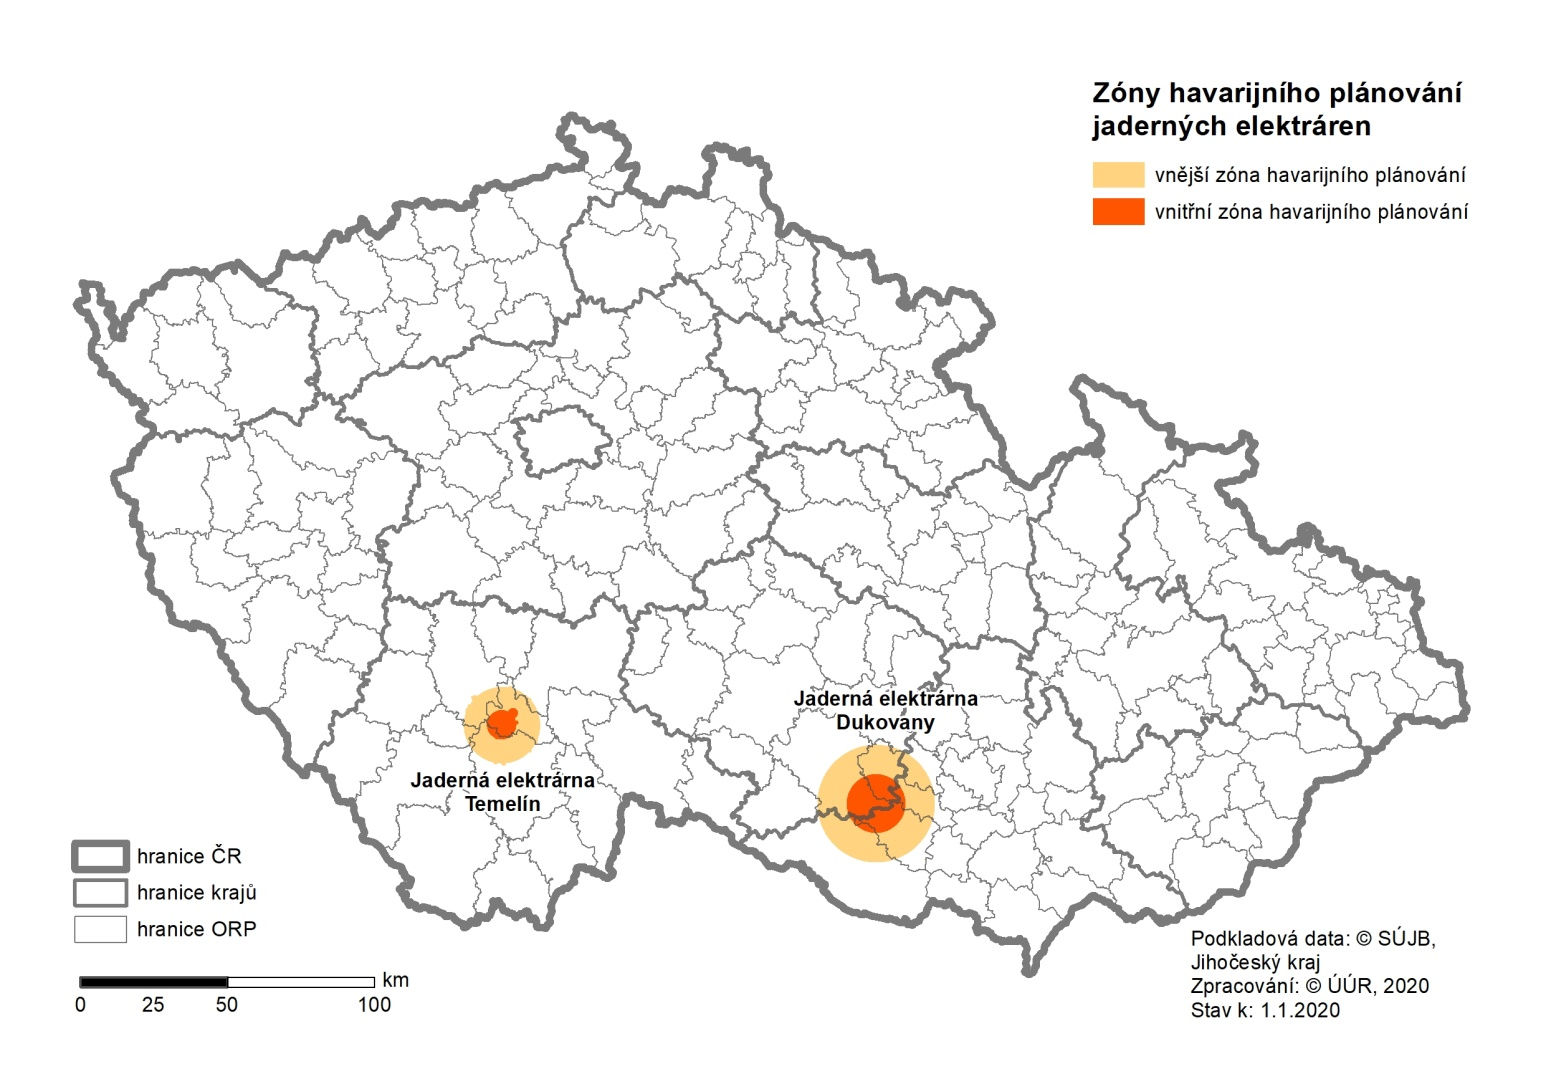 Zóny havarijního plánování
jaderných elektráren
vnější zóna havarijního plánování
vnitřní zóna havarijního plánování
Jaderná elektrárna
Dukovany
Jaderná elektrárna
Temelín
hranice ČR
hranice krajů
hranice ORP
km
0 25 50 100
Podkladová data: © SÚJB,
Jihočeský kraj
Zpracování: © ÚÚR, 2020
Stav k: 1.1.2020